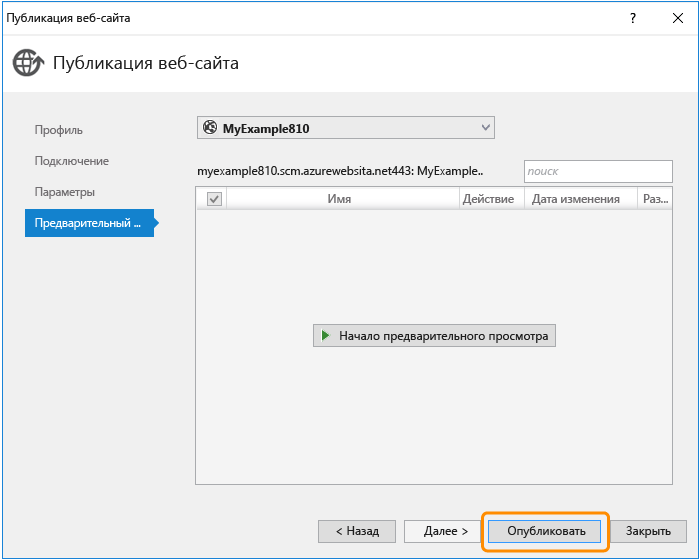 Публикация веб-сайта
?
Публикация веб-сайта
Профиль
Подключение
Параметры
Предварительный ...
MyExample810
myexample810.scm.azurewebsita.net443: MyExample..
поиск
Имя Действие Дата изменения Раз...
Начало предварительного просмотра
< Назад Далее > Опубликовать Закрыть